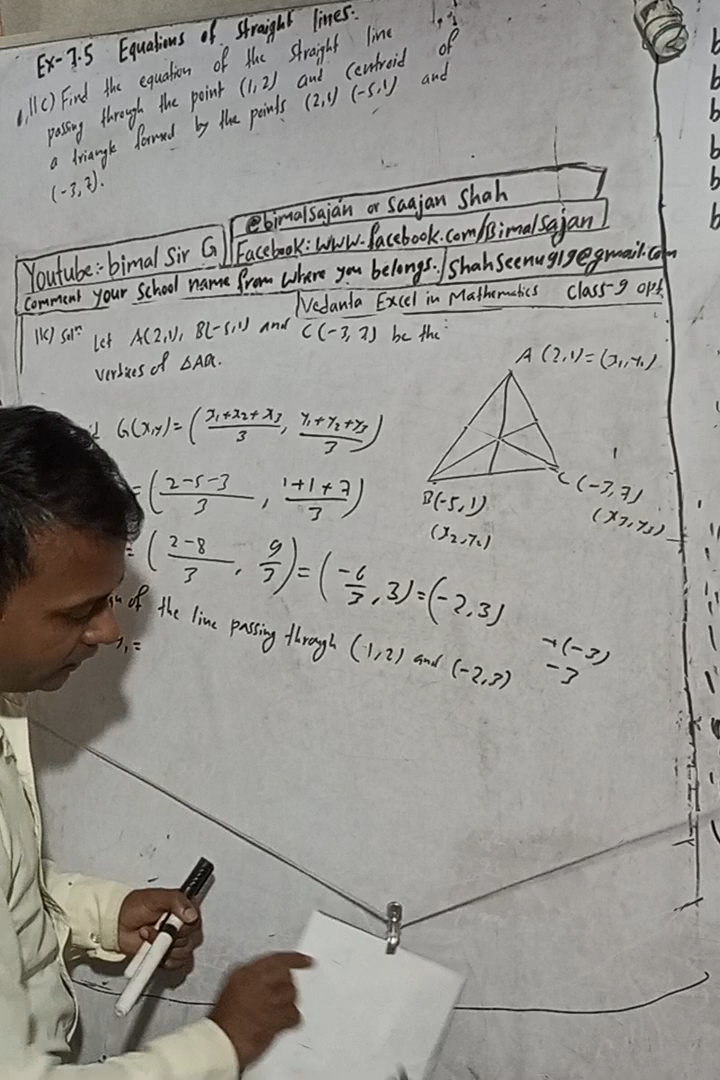 Ex-7.5 Equations of Straight lines.
11c) Find the equation of the straight line
passing through the point (1, 2) and centroid of
a triangle formed by the points (2,1) (-5,1) and
(-3,7).
@bimalsajan or Saajan Shah
Youtube:- bimal Sir G
Facebook: www.facebook.com/Bimalsajan
Comment your School name from where you belongs.
Shahseenu919@gmail.com
Vedanta Excel in Mathematics Class-9 opt
11c) Solⁿ Let A(2,1), B(-5,1) and C(-3,7) be the
vertices of
A(2,1)=(x₁,y₁)
G(x,y)=(x₁+x₂+x₃/3, y₁+y₂+y₃/3)
=(2-5-3/3, 1+1+7/3)
B(-5,1)
(x₂,y₂)
C(-3,7)
(x₃,y₃)
=(2-8/3, 9/3)=(-6/3,3)=(-2,3)
of the line passing through (1,2) and (-2,3)
+(-3)
-3
y₁=